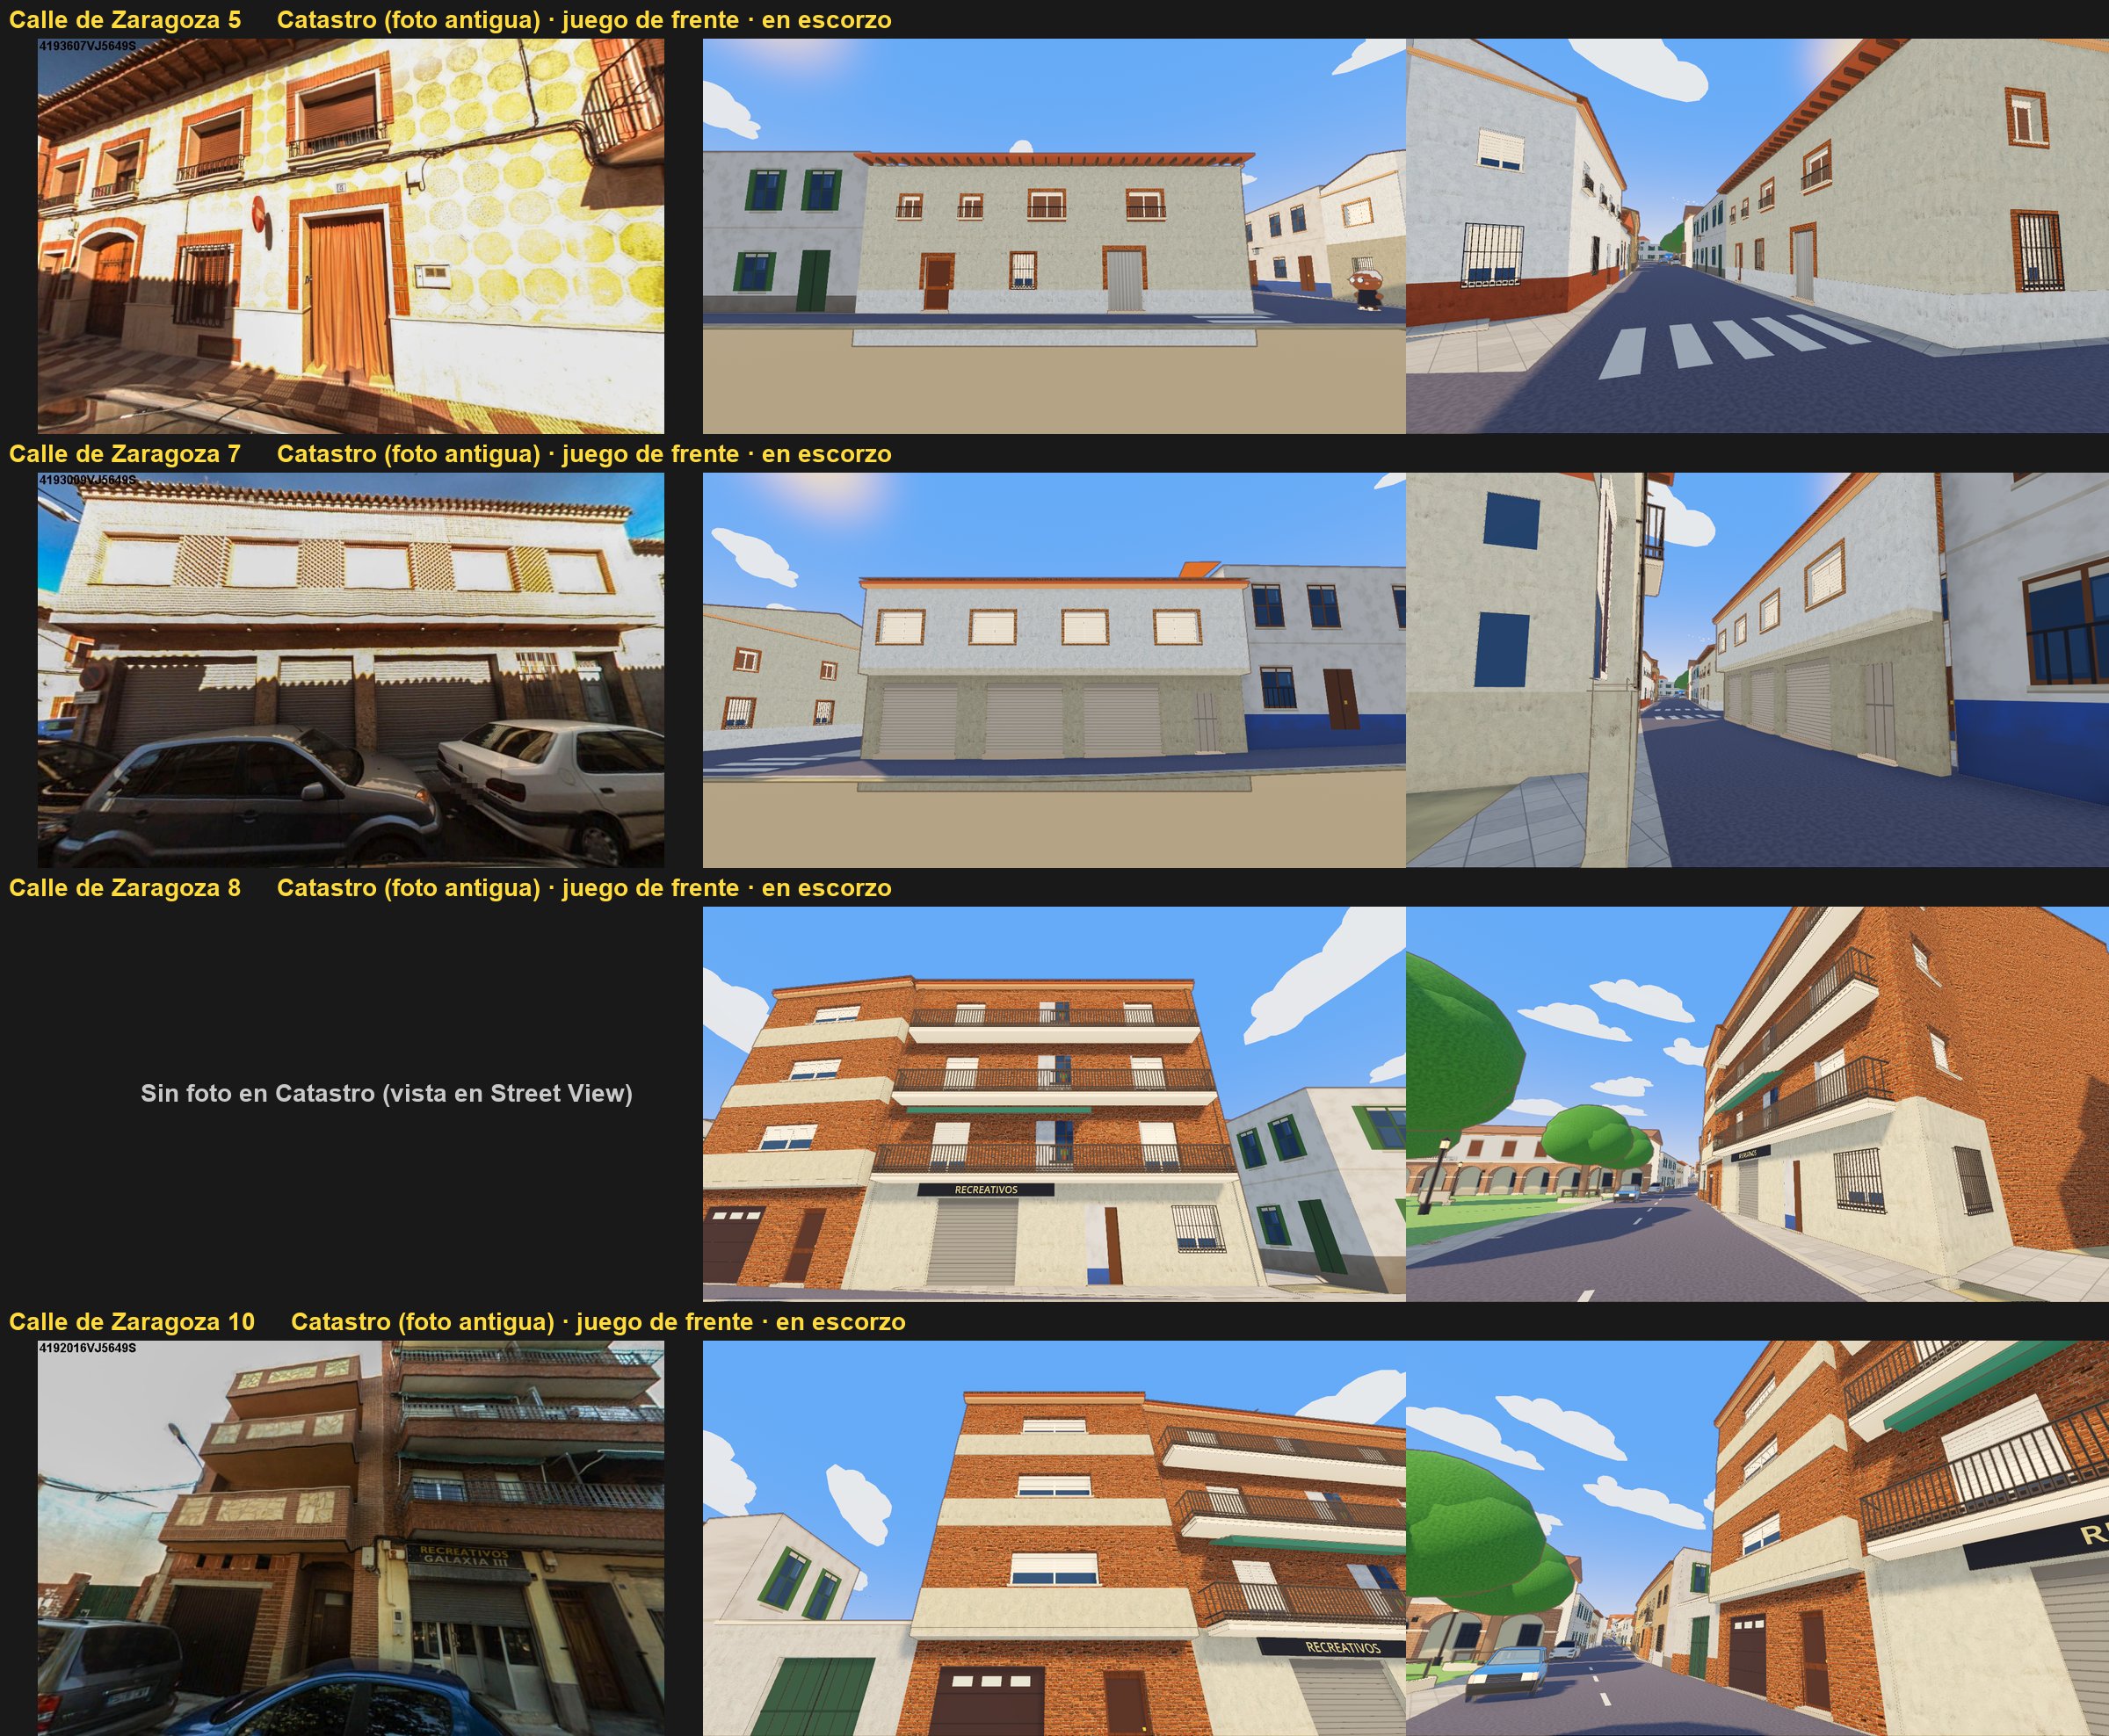 Calle de Zaragoza 5 Catastro (foto antigua) · juego de frente · en escorzo
4193607VJ5649S
Calle de Zaragoza 7 Catastro (foto antigua) · juego de frente · en escorzo
4193009VJ5649S
Calle de Zaragoza 8 Catastro (foto antigua) · juego de frente · en escorzo
Sin foto en Catastro (vista en Street View)
RECREATIVOS
RECREATIVOS
Calle de Zaragoza 10 Catastro (foto antigua) · juego de frente · en escorzo
4192016VJ5649S
RECREATIVOS
GALAXIA III
RECREATIVOS
R